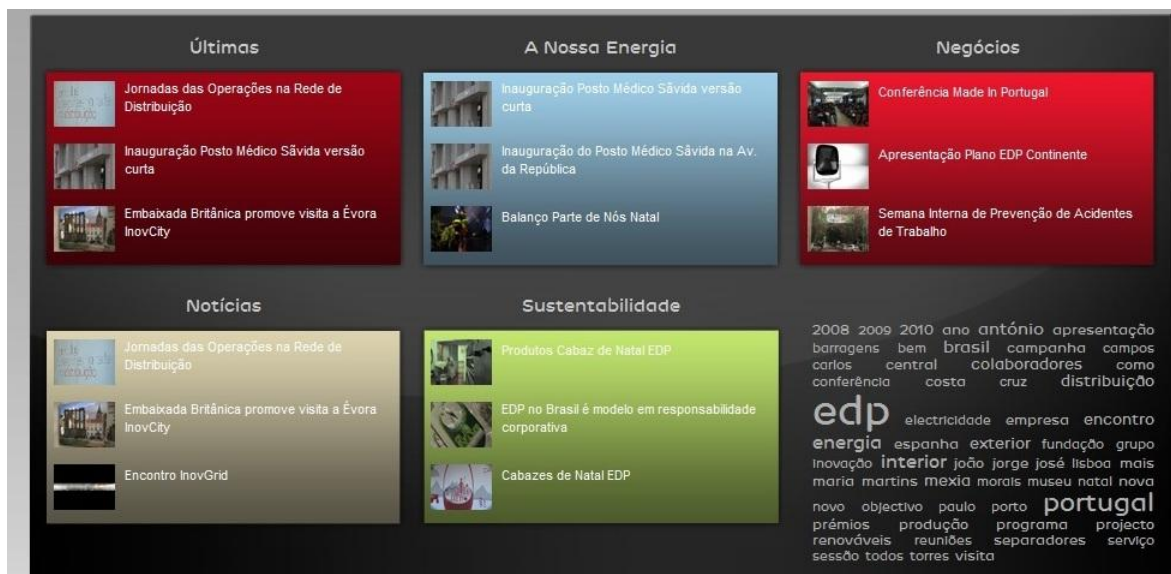 Últimas
Jornadas das Operações na Rede de
Distribuição
Inauguração Posto Médico Sãvida versão
curta
Embaixada Britânica promove visita a Évora
InovCity
A Nossa Energia
Inauguração Posto Médico Sãvida versão
curta
Inauguração do Posto Médico Sãvida na Av.
da República
Balanço Parte de Nós Natal
Negócios
Conferência Made In Portugal
Apresentação Plano EDP Continente
Semana Interna de Prevenção de Acidentes
de Trabalho
Notícias
Jornadas das Operações na Rede de
Distribuição
Embaixada Britânica promove visita a Évora
InovCity
Encontro InovGrid
Sustentabilidade
Produtos Cabaz de Natal EDP
EDP no Brasil é modelo em responsabilidade
corporativa
Cabazes de Natal EDP
2008 2009 2010 ano antónio apresentação
barragens bem brasil campanha campos
carlos central colaboradores como
conferência costa cruz distribuição
edp electricidade empresa encontro
energia espanha exterior fundação grupo
inovação interior joão jorge josé lisboa mais
maria martins mexia morais museu natal nova
novo objectivo paulo porto portugal
prémios produção programa projecto
renováveis reuniões separadores serviço
sessão todos torres visita